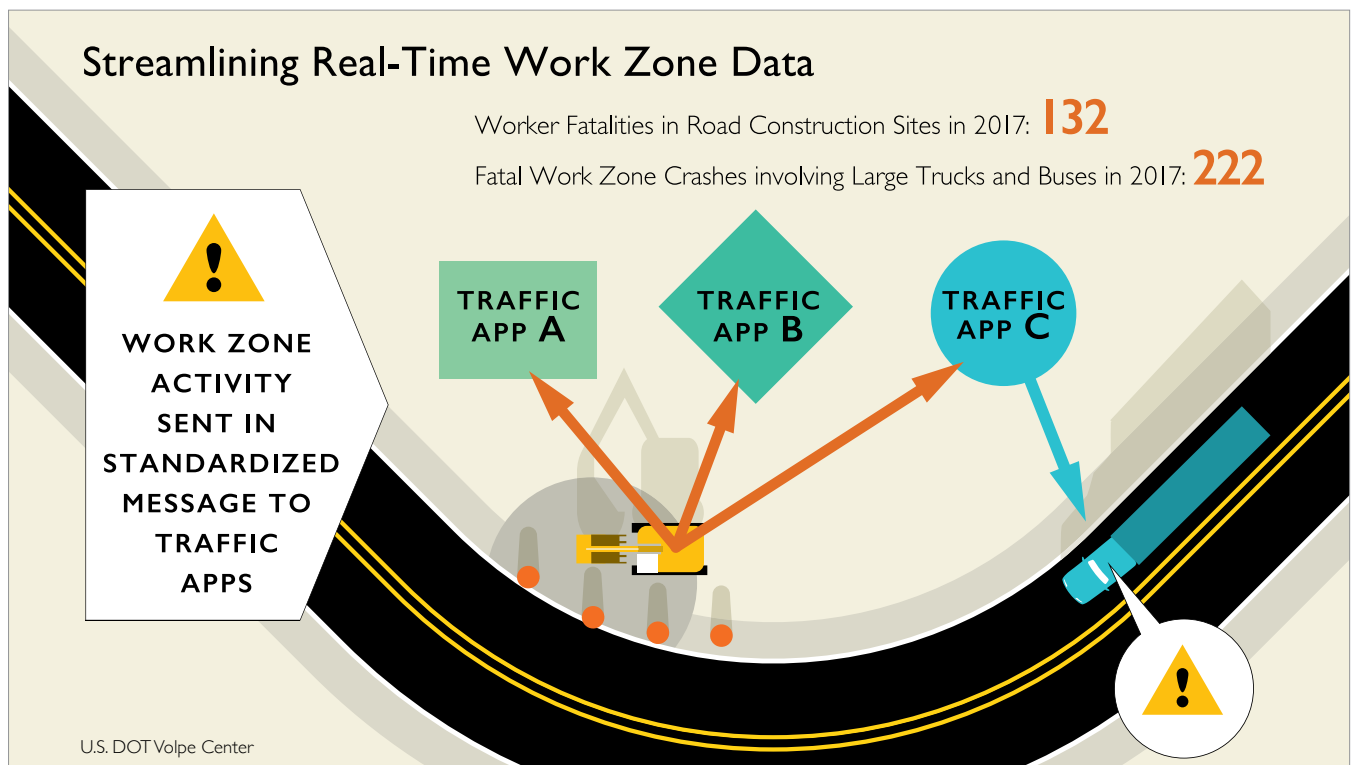 Streamlining Real-Time Work Zone Data
Worker Fatalities in Road Construction Sites in 2017: 132
Fatal Work Zone Crashes involving Large Trucks and Buses in 2017: 222
WORK ZONE
ACTIVITY
SENT IN
STANDARDIZED
MESSAGE TO
TRAFFIC
APPS
TRAFFIC
APP A
TRAFFIC
APP B
TRAFFIC
APP C
U.S. DOT Volpe Center